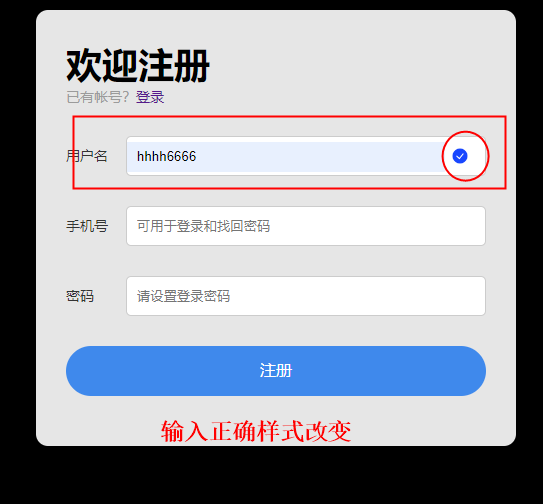 欢迎注册
已有帐号？登录
用户名 hhhh6666
手机号 可用于登录和找回密码
密码 请设置登录密码
注册
输入正确样式改变